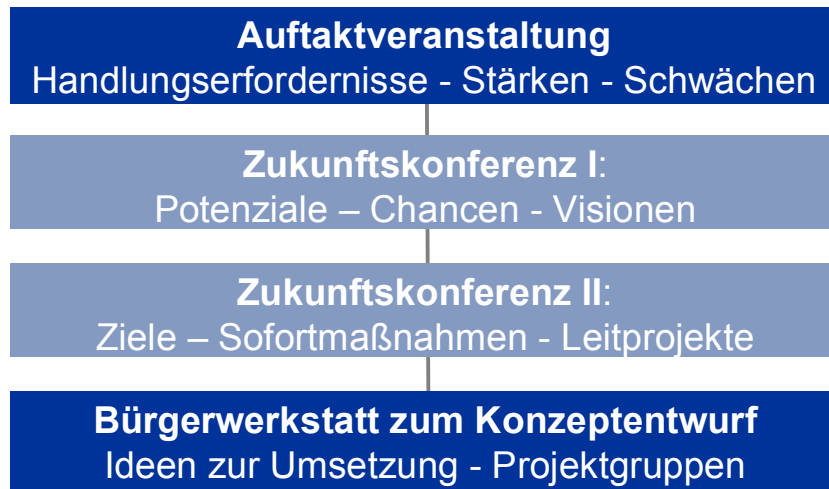 Auftaktveranstaltung
Handlungserfordernisse - Stärken - Schwächen
Zukunftskonferenz I:
Potenziale – Chancen - Visionen
Zukunftskonferenz II:
Ziele – Sofortmaßnahmen - Leitprojekte
Bürgerwerkstatt zum Konzeptentwurf
Ideen zur Umsetzung - Projektgruppen